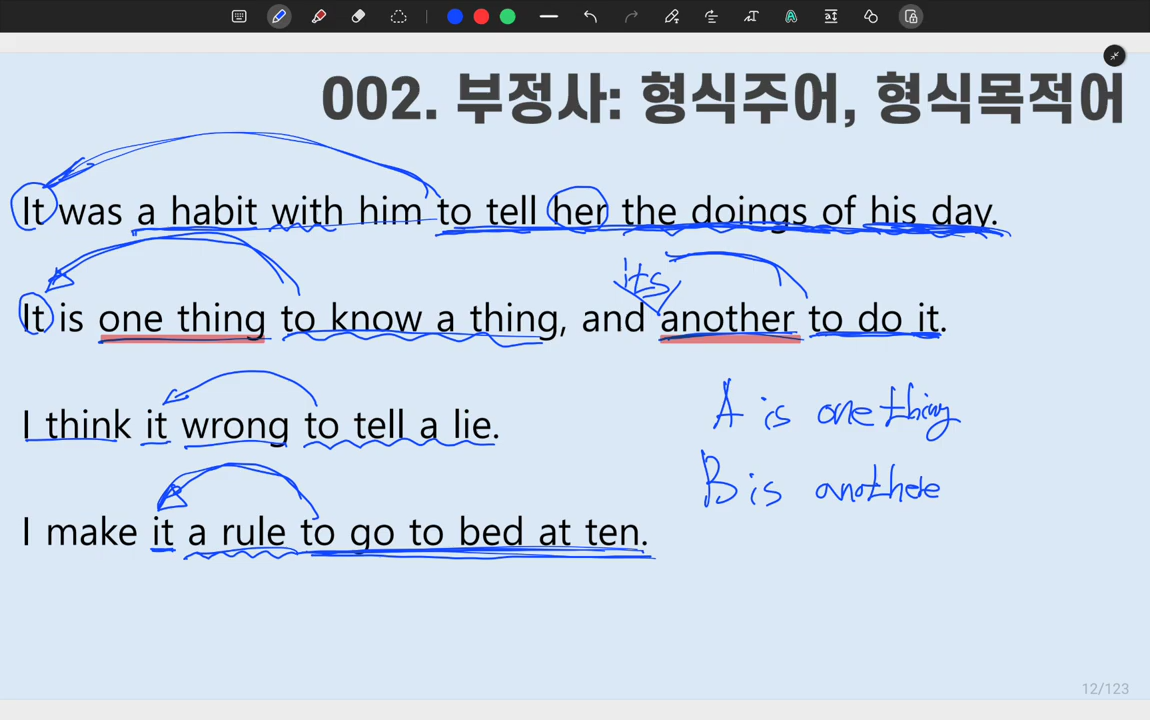 002. 부정사: 형식주어, 형식목적어
It was a habit with him to tell her the doings of his day.
its
It is one thing to know a thing, and another to do it.
I think it wrong to tell a lie.
A is one thing
B is anothere
I make it a rule to go to bed at ten.
12/123